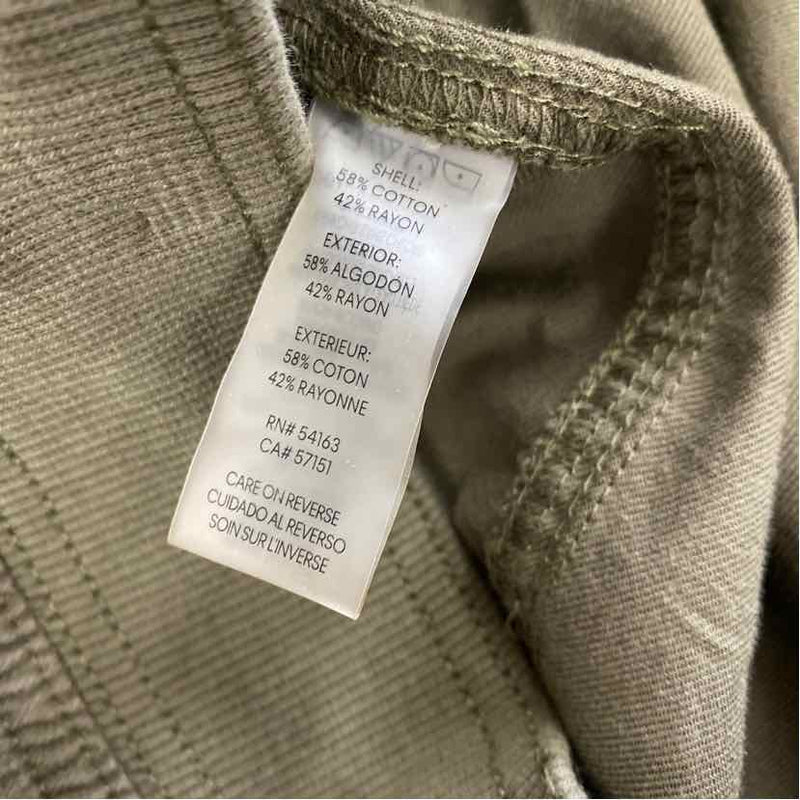 SHELL:
58% COTTON
42% RAYON
EXTERIOR:
58% ALGODÓN
42% RAYON
EXTERIEUR:
58% COTON
42% RAYONNE
RN# 54163
CA# 57151
CARE ON REVERSE
CUIDADO AL REVERSO
SOIN SUR L'INVERSE